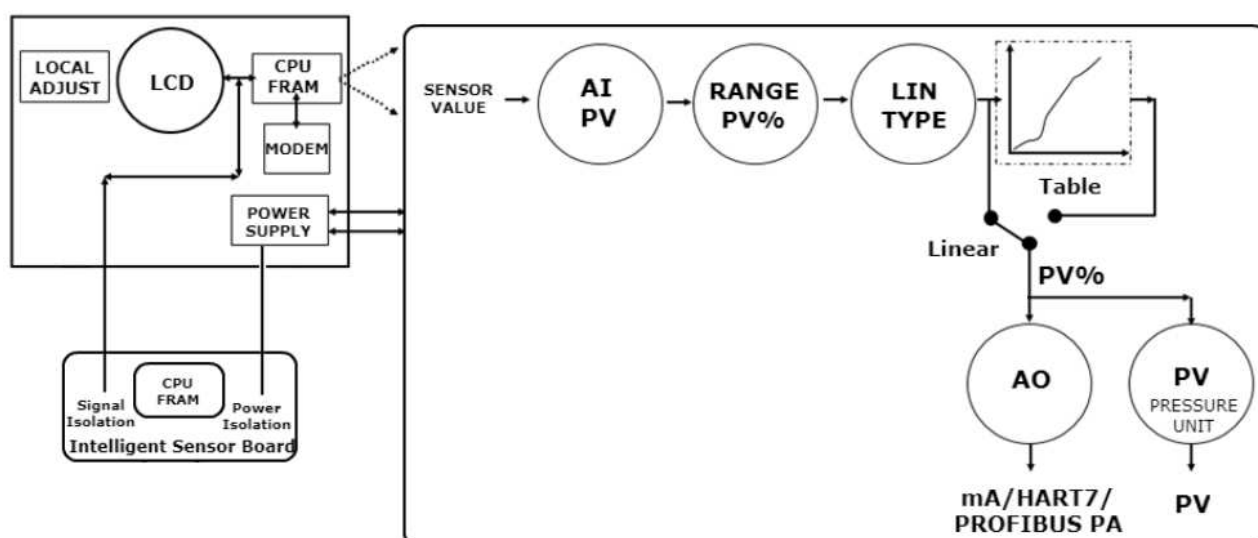 LOCAL
ADJUST
LCD
CPU
FRAM
MODEM
POWER
SUPPLY
CPU
FRAM
Signal
Isolation
Power
Isolation
Intelligent Sensor Board
SENSOR
VALUE
AI
PV
RANGE
PV%
LIN
TYPE
Table
Linear
PV%
AO
PV
PRESSURE
UNIT
mA/HART7/
PROFIBUS PA
PV